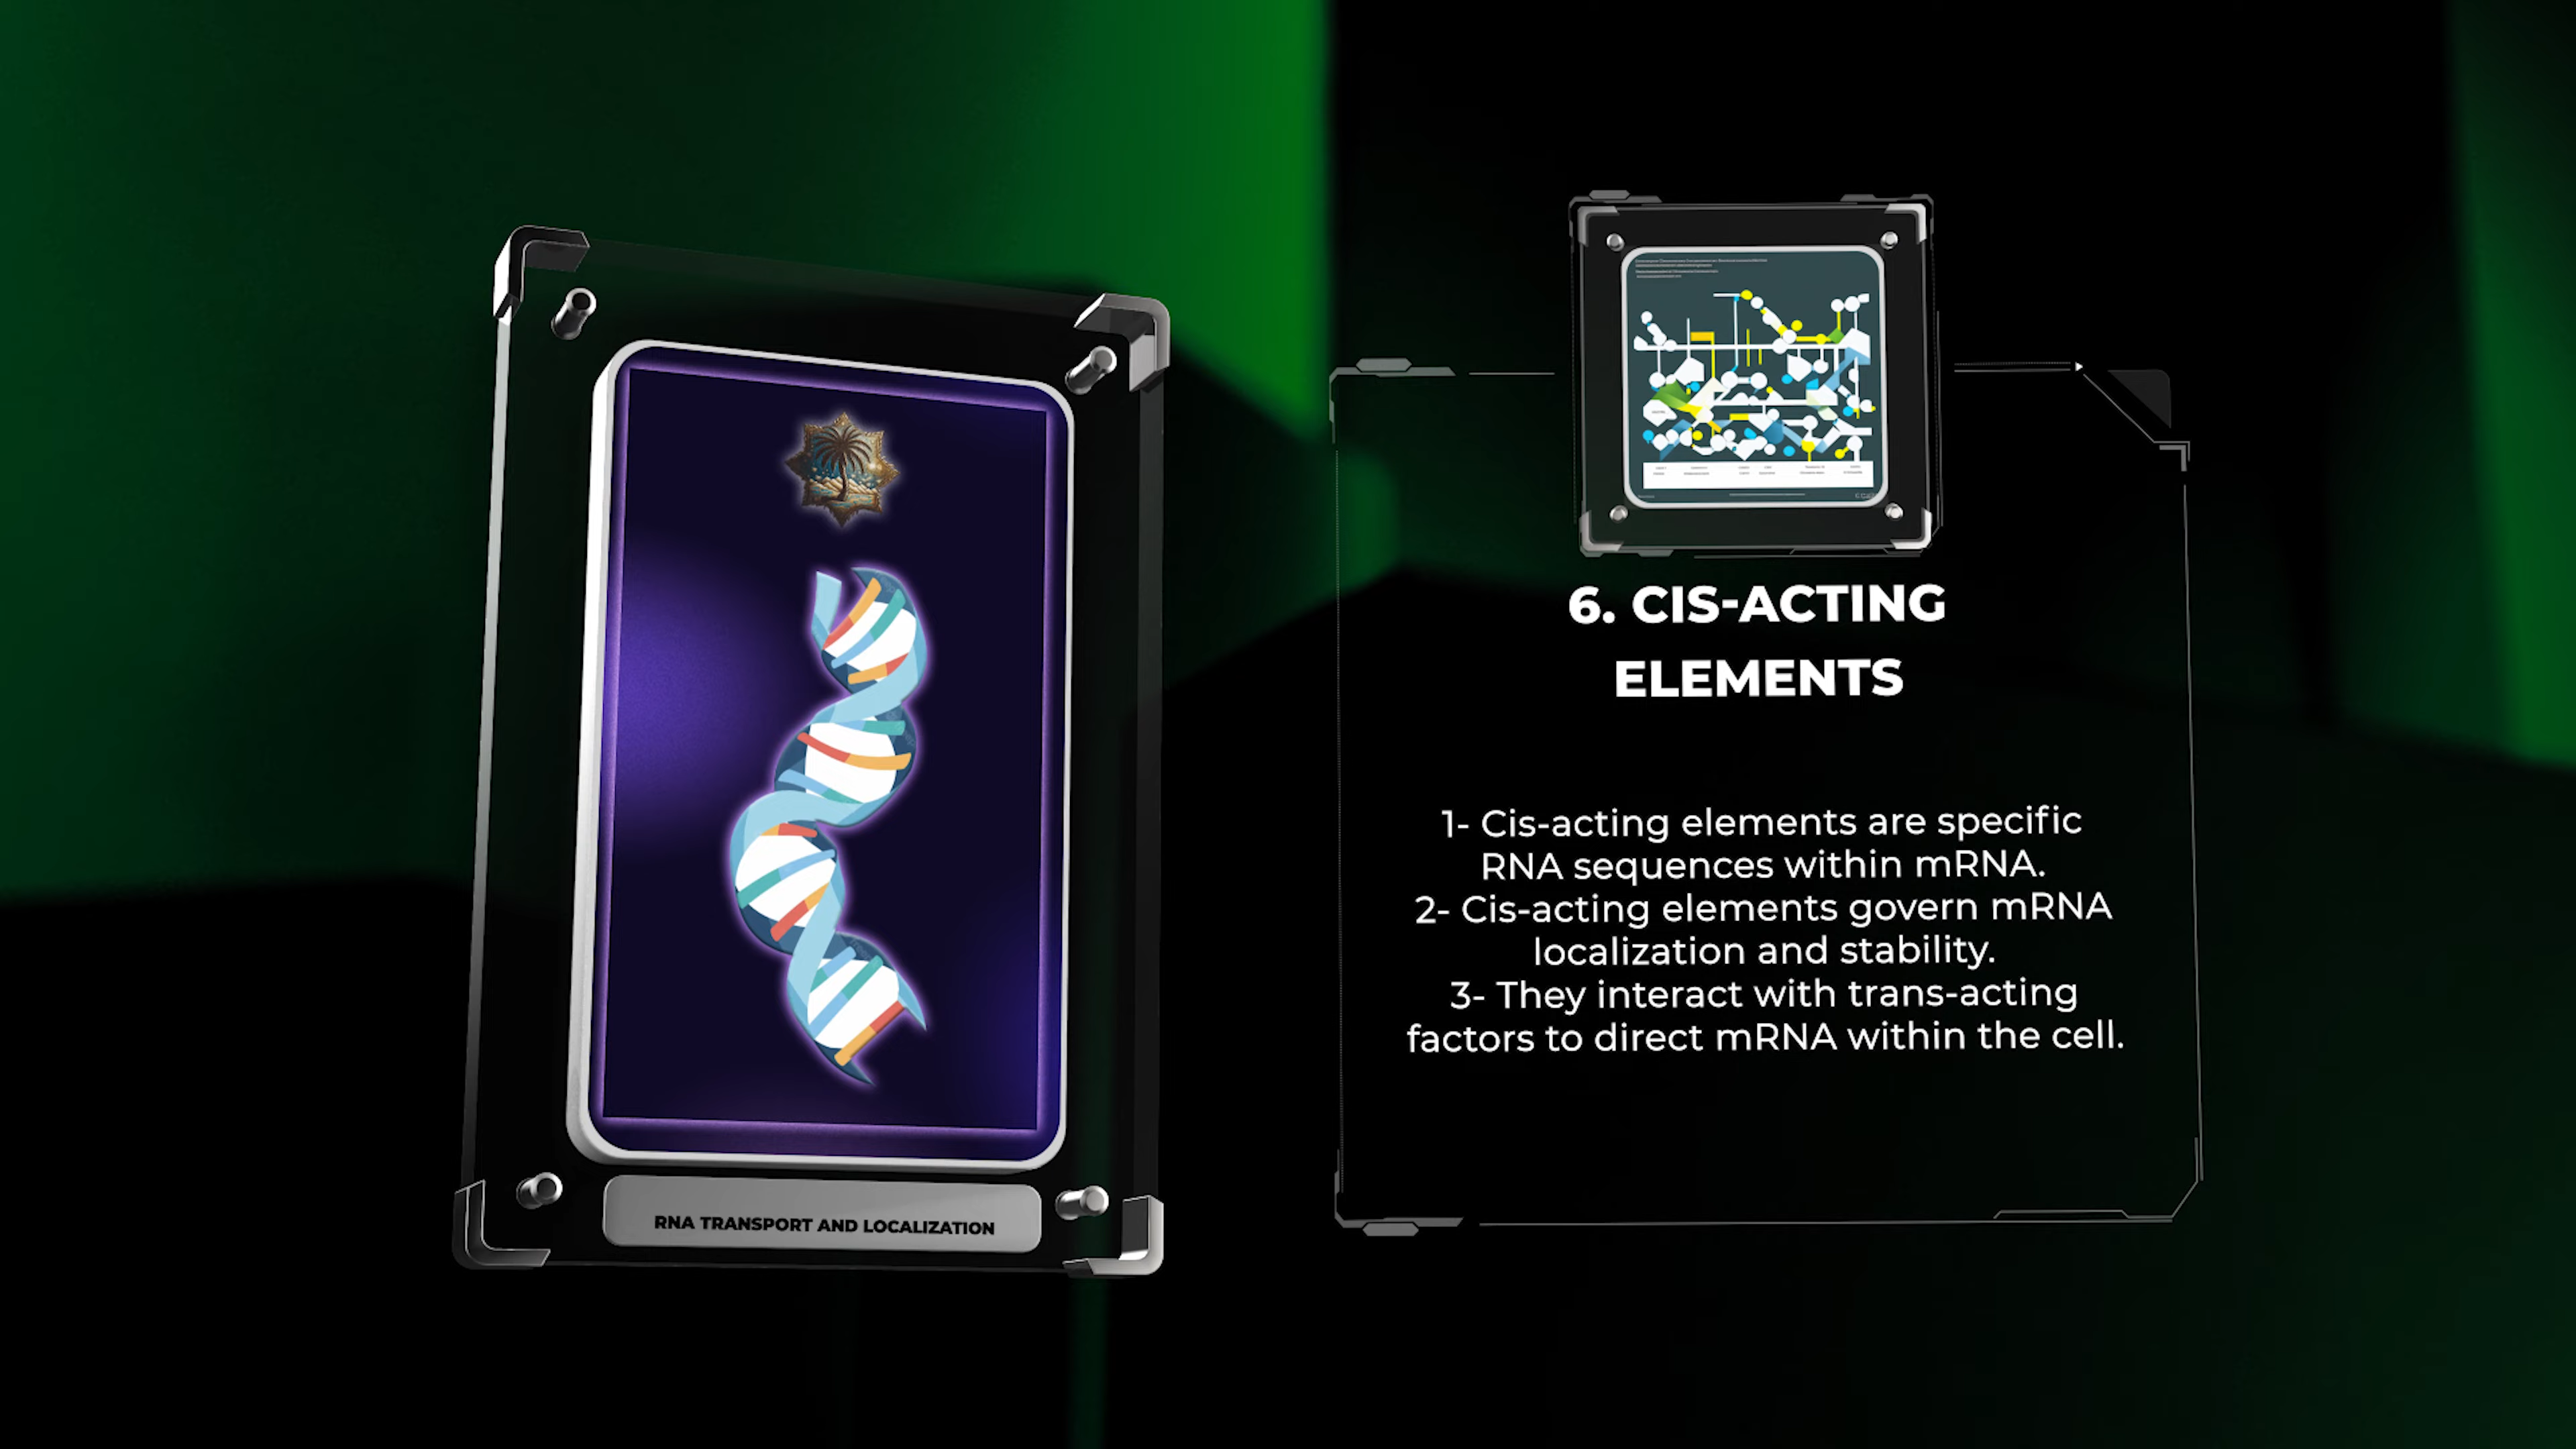 RNA TRANSPORT AND LOCALIZATION
6. CIS-ACTING
ELEMENTS
1- Cis-acting elements are specific
RNA sequences within mRNA.
2- Cis-acting elements govern mRNA
localization and stability.
3- They interact with trans-acting
factors to direct mRNA within the cell.